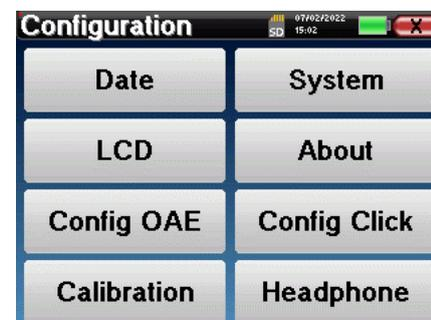 Configuration
SD
07/02/2022
15:02
X
Date
System
LCD
About
Config OAE
Config Click
Calibration
Headphone